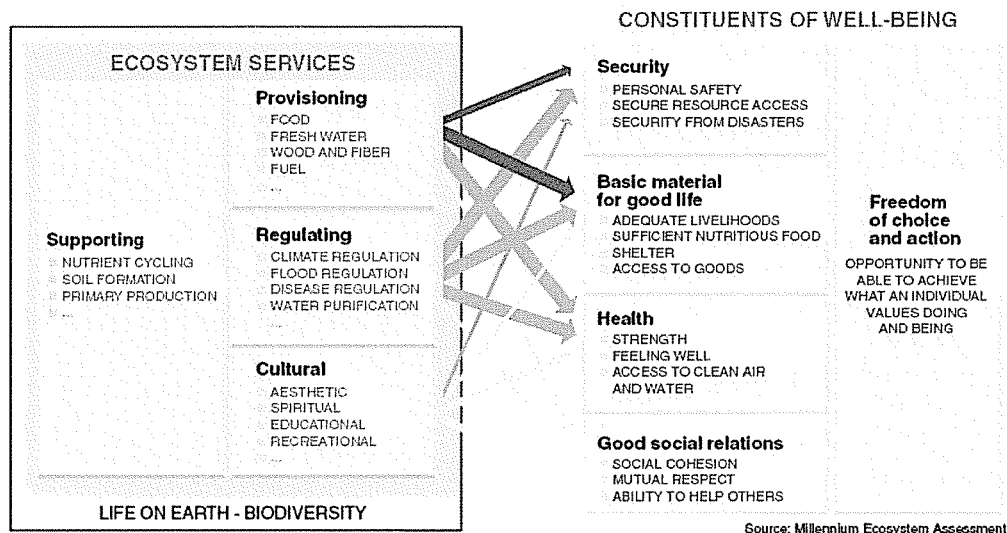 CONSTITUENTS OF WELL-BEING
ECOSYSTEM SERVICES
Provisioning
FOOD
FRESH WATER
WOOD AND FIBER
FUEL
...
Supporting
NUTRIENT CYCLING
SOIL FORMATION
PRIMARY PRODUCTION
...
Regulating
CLIMATE REGULATION
FLOOD REGULATION
DISEASE REGULATION
WATER PURIFICATION
...
Cultural
AESTHETIC
SPIRITUAL
EDUCATIONAL
RECREATIONAL
...
LIFE ON EARTH - BIODIVERSITY
Security
PERSONAL SAFETY
SECURE RESOURCE ACCESS
SECURITY FROM DISASTERS
Basic material
for good life
ADEQUATE LIVELIHOODS
SUFFICIENT NUTRITIOUS FOOD
SHELTER
ACCESS TO GOODS
Health
STRENGTH
FEELING WELL
ACCESS TO CLEAN AIR
AND WATER
Good social relations
SOCIAL COHESION
MUTUAL RESPECT
ABILITY TO HELP OTHERS
Freedom
of choice
and action
OPPORTUNITY TO BE
ABLE TO ACHIEVE
WHAT AN INDIVIDUAL
VALUES DOING
AND BEING
Source: Millennium Ecosystem Assessment